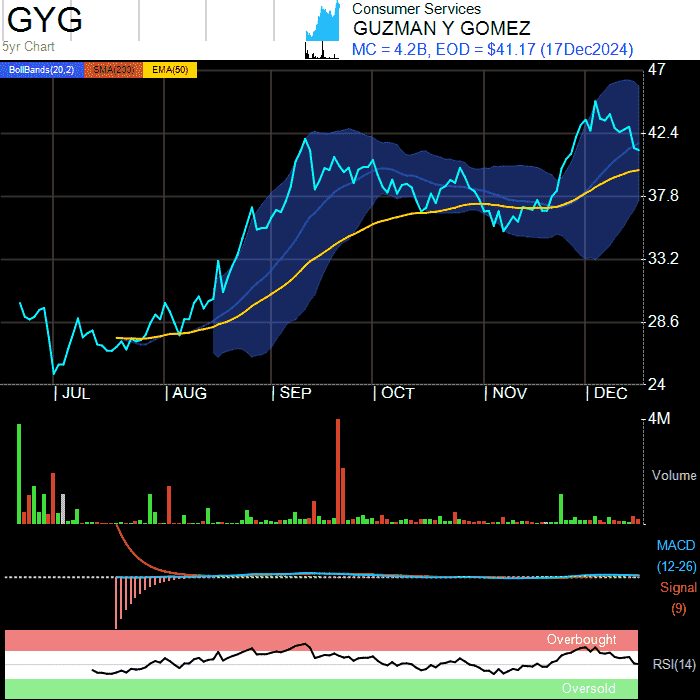 GYG
5yr Chart
Consumer Services
GUZMAN Y GOMEZ
MC = 4.2B, EOD = $41.17 (17Dec2024)
BollBands(20,2) SMA(200) EMA(50)
47
42.4
37.8
33.2
28.6
24
| JUL | AUG | SEP | OCT | NOV | DEC
4M
Volume
MACD
(12-26)
Signal
(9)
Overbought
RSI(14)
Oversold